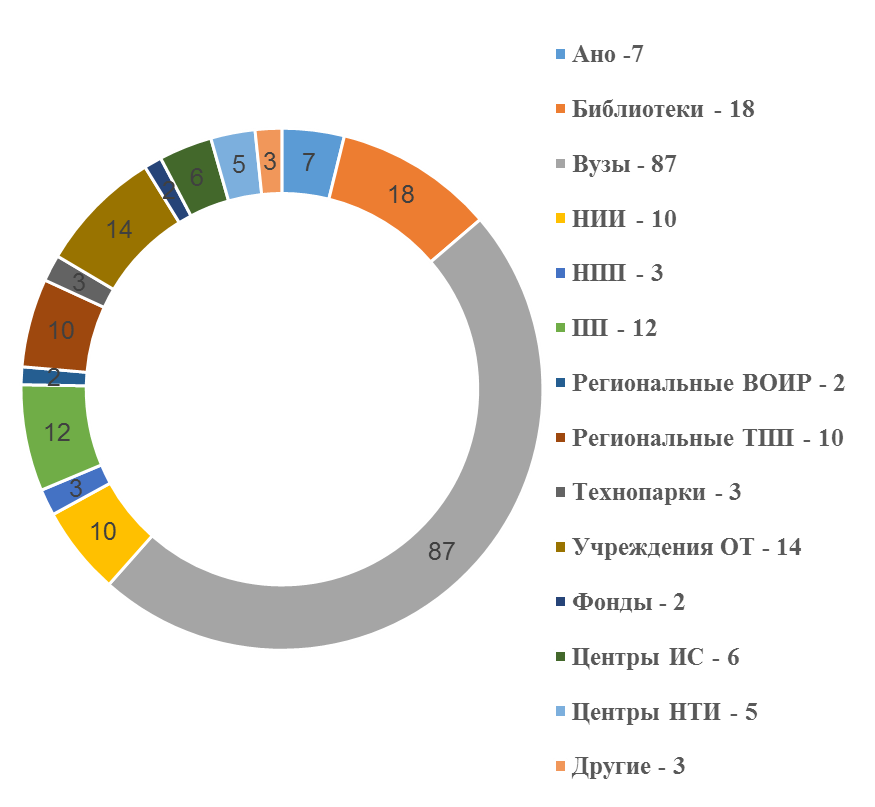 Ано -7
Библиотеки - 18
Вузы - 87
НИИ - 10
НПП - 3
ПП - 12
Региональные ВОИР - 2
Региональные ТПП - 10
Технопарки - 3
Учреждения ОТ - 14
Фонды - 2
Центры ИС - 6
Центры НТИ - 5
Другие - 3
7
18
87
10
3
12
2
10
3
14
2
6
5
3